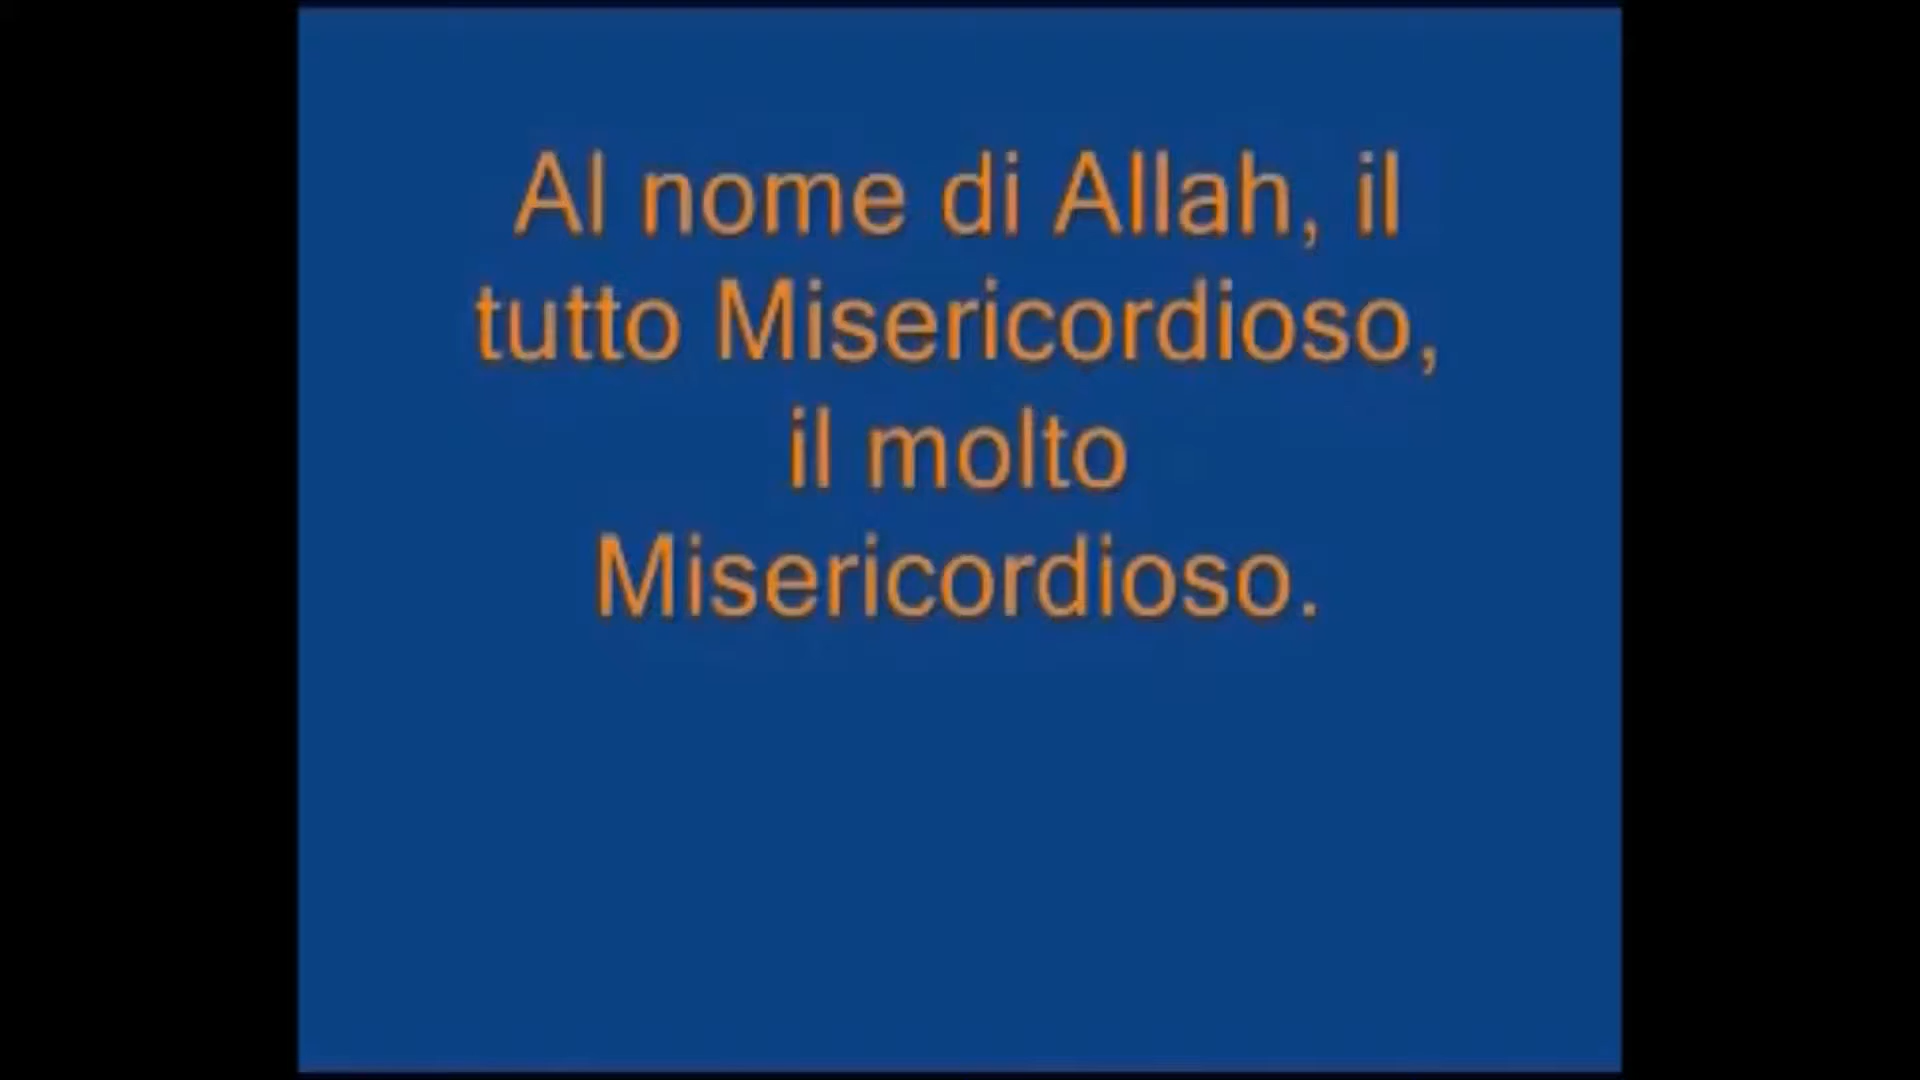 Al nome di Allah, il
tutto Misericordioso,
il molto
Misericordioso.